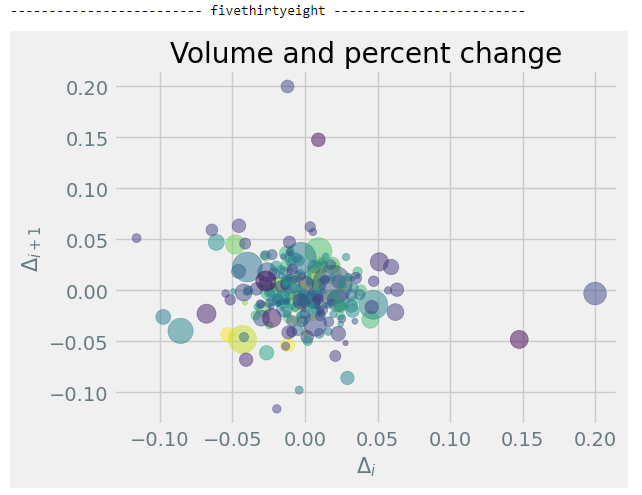 ------------------------- fivethirtyeight -------------------------
Volume and percent change
0.20
0.15
0.10
0.05
0.00
−0.05
−0.10
Δi+1
−0.10 −0.05 0.00 0.05 0.10 0.15 0.20
Δi